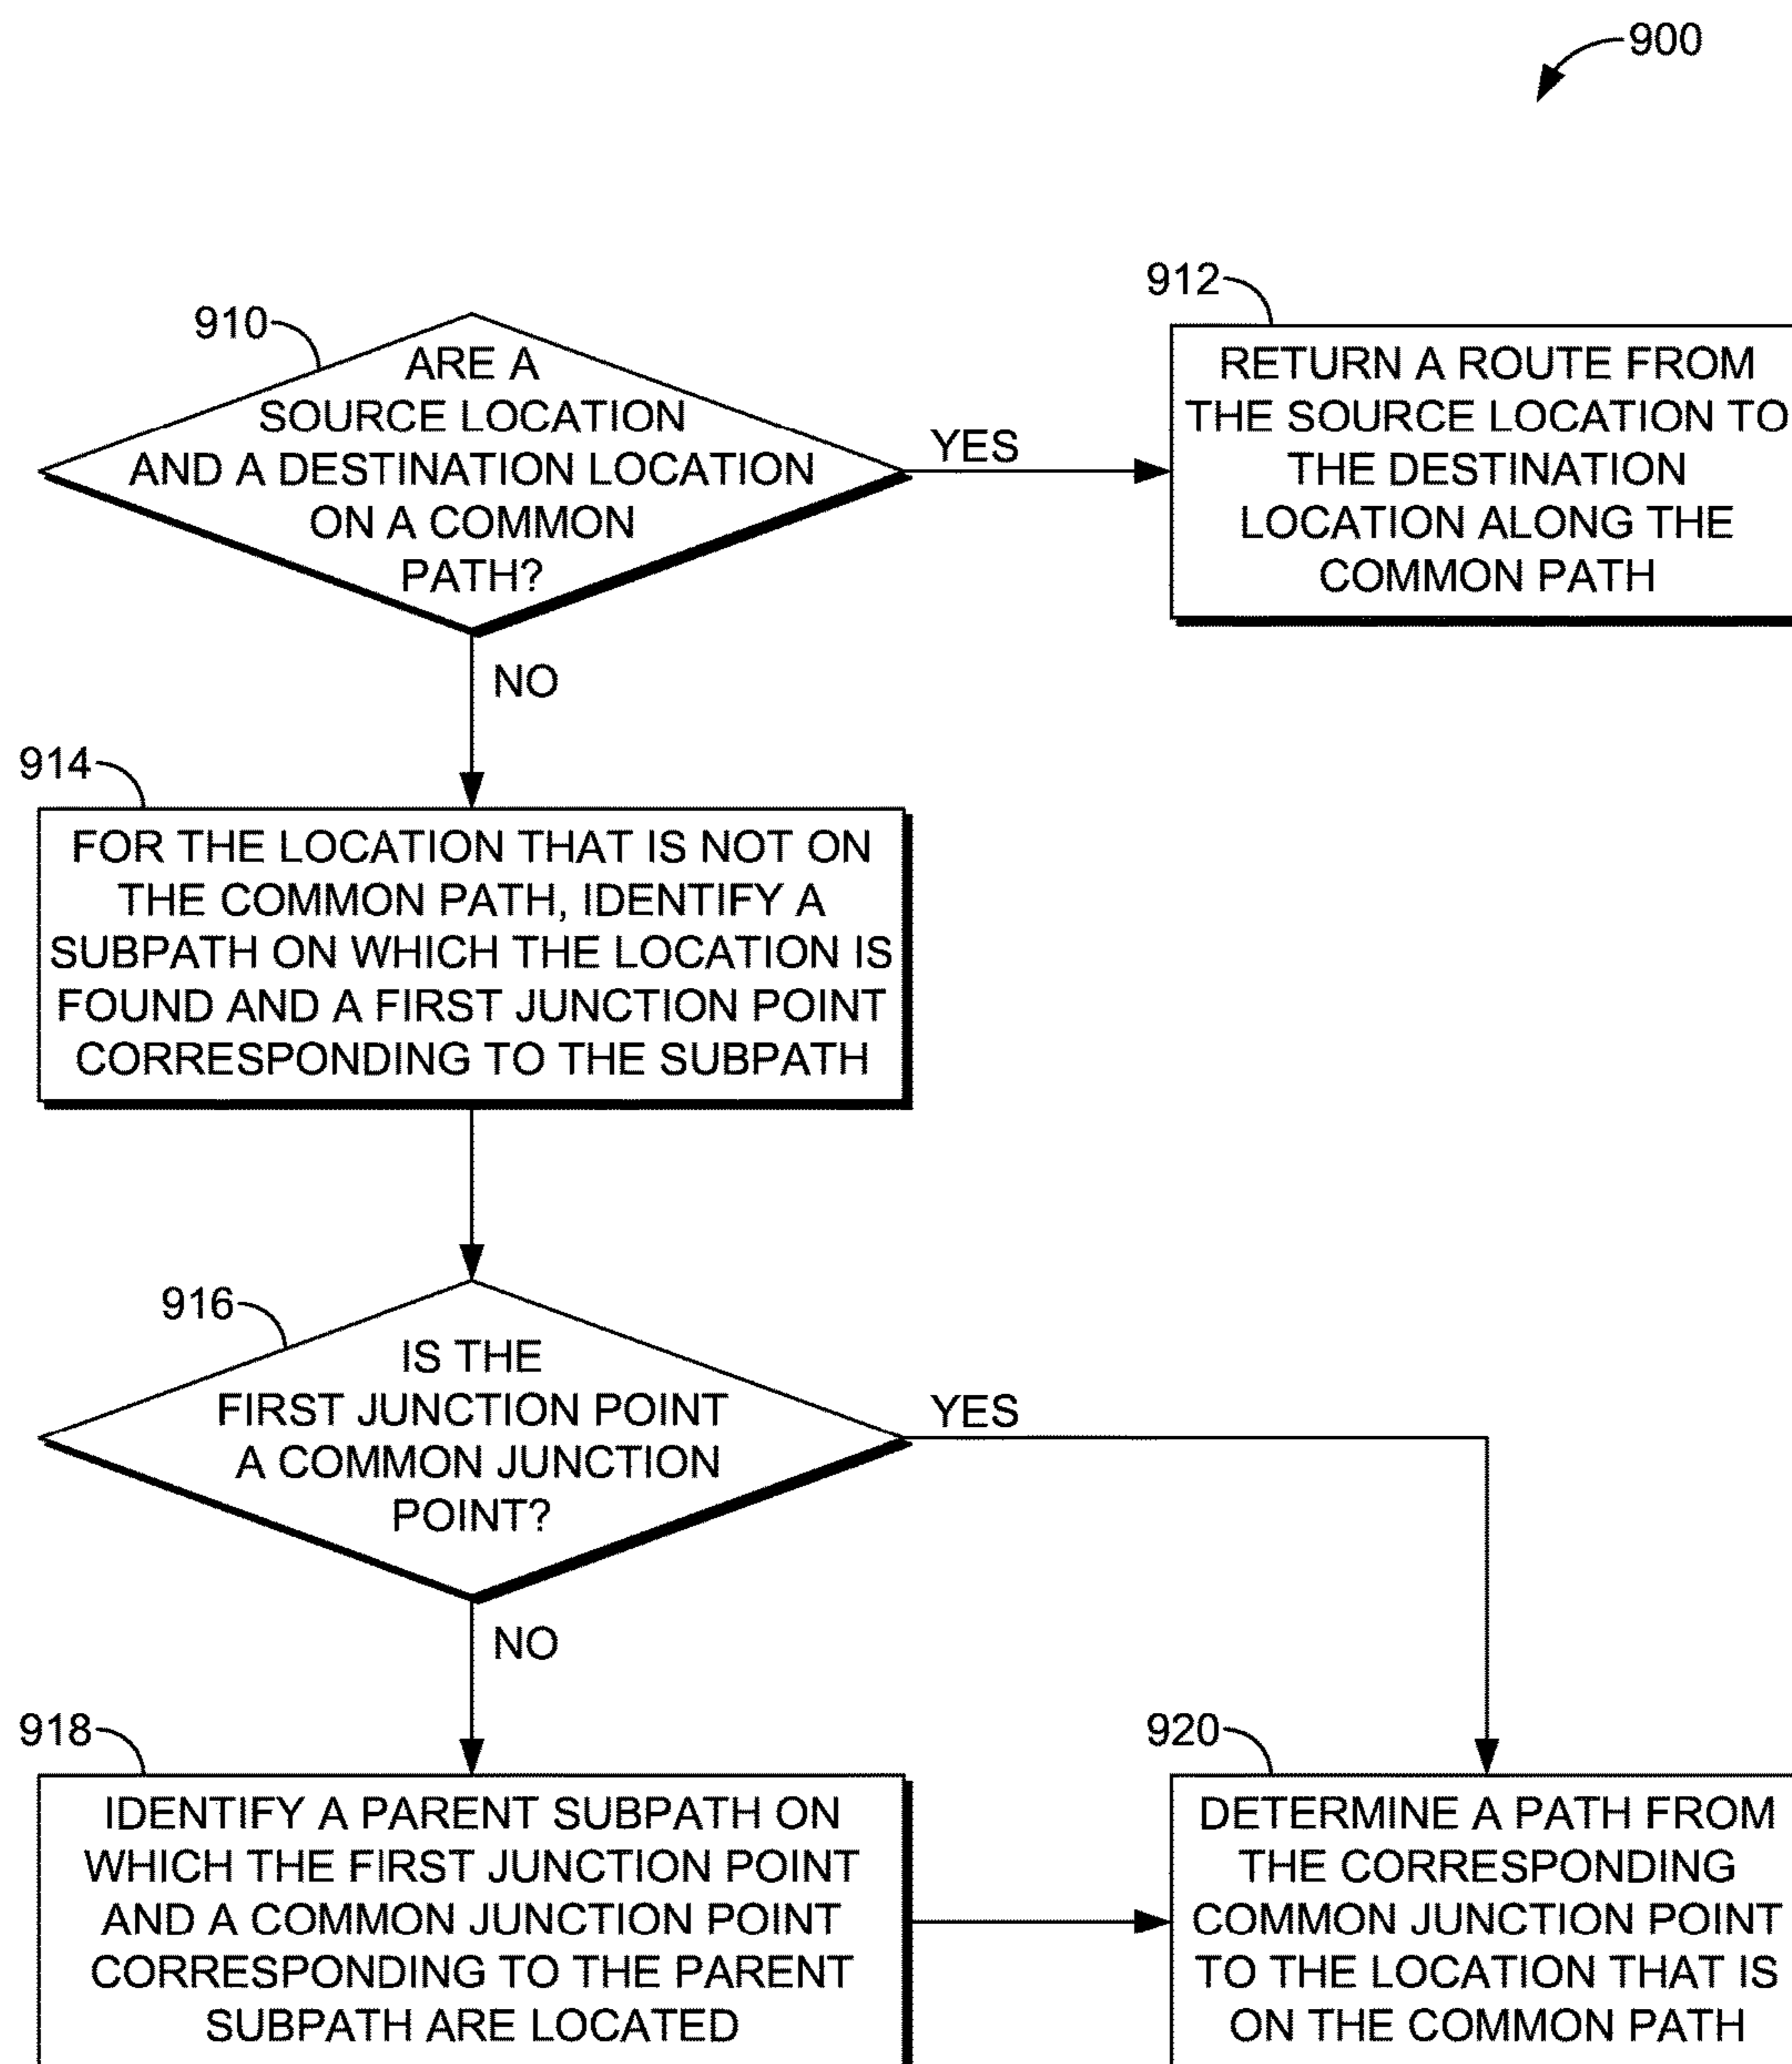 900
910
ARE A
SOURCE LOCATION
AND A DESTINATION LOCATION
ON A COMMON
PATH?
YES
912
RETURN A ROUTE FROM
THE SOURCE LOCATION TO
THE DESTINATION
LOCATION ALONG THE
COMMON PATH
NO
914
FOR THE LOCATION THAT IS NOT ON
THE COMMON PATH, IDENTIFY A
SUBPATH ON WHICH THE LOCATION IS
FOUND AND A FIRST JUNCTION POINT
CORRESPONDING TO THE SUBPATH
916
IS THE
FIRST JUNCTION POINT
A COMMON JUNCTION
POINT?
YES
NO
918
IDENTIFY A PARENT SUBPATH ON
WHICH THE FIRST JUNCTION POINT
AND A COMMON JUNCTION POINT
CORRESPONDING TO THE PARENT
SUBPATH ARE LOCATED
920
DETERMINE A PATH FROM
THE CORRESPONDING
COMMON JUNCTION POINT
TO THE LOCATION THAT IS
ON THE COMMON PATH